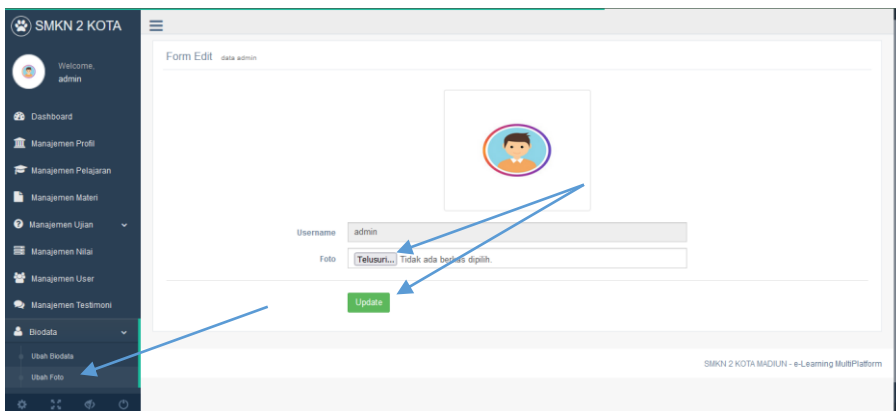 SMKN 2 KOTA
Welcome,
admin
Dashboard
Manajemen Profil
Manajemen Pelajaran
Manajemen Materi
Manajemen Ujian
Manajemen Nilai
Manajemen User
Manajemen Testimoni
Biodata
Ubah Biodata
Ubah Foto
Form Edit data admin
Username admin
Foto Telusuri... Tidak ada berkas dipilih.
Update
SMKN 2 KOTA MADIUN - e-Learning MultiPlatform